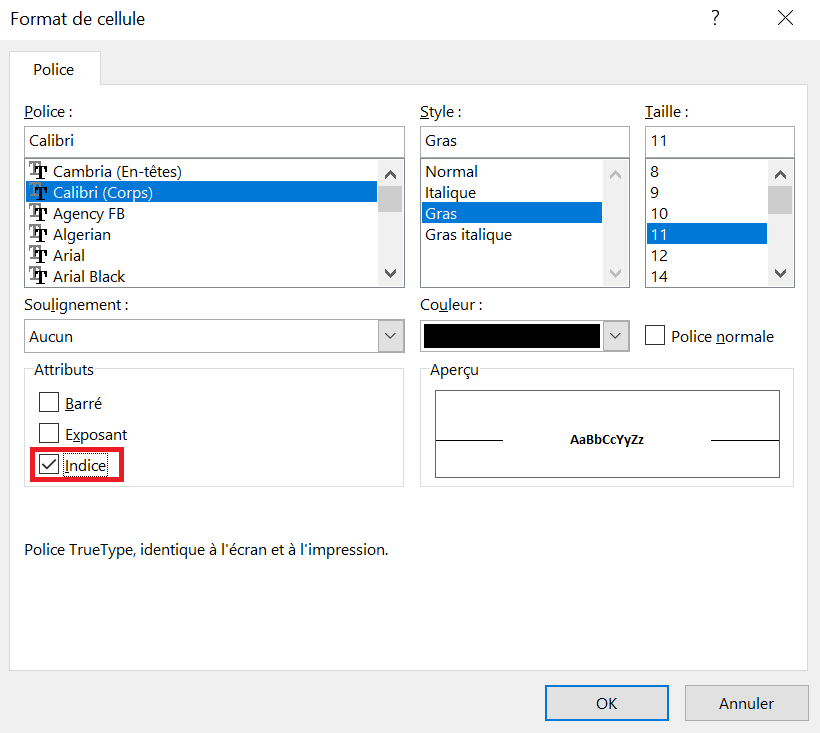 Format de cellule
?
Police
Police :
Style :
Taille :
Calibri
Gras
11
Cambria (En-têtes)
Calibri (Corps)
Agency FB
Algerian
Arial
Arial Black
Normal
Italique
Gras
Gras italique
8
9
10
11
12
14
Soulignement :
Couleur :
Aucun
Police normale
Attributs
Barré
Exposant
Indice
Aperçu
AaBbCcYyZz
Police TrueType, identique à l'écran et à l'impression.
OK
Annuler